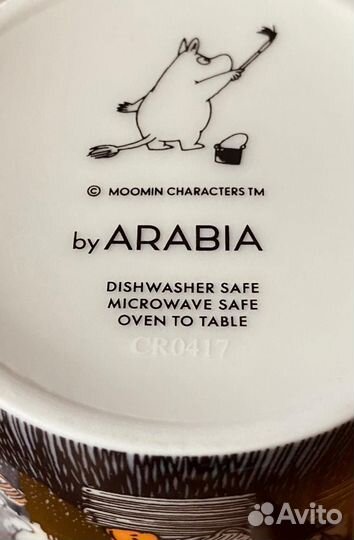 © MOOMIN CHARACTERS TM
by ARABIA
DISHWASHER SAFE
MICROWAVE SAFE
OVEN TO TABLE
CR0417
Avito